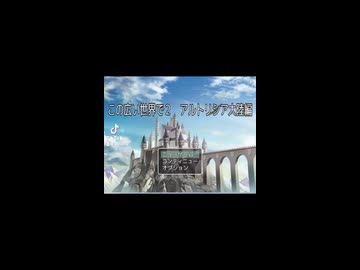 この広い世界で２　アルトリシア大陸編
コンティニュー
オプション